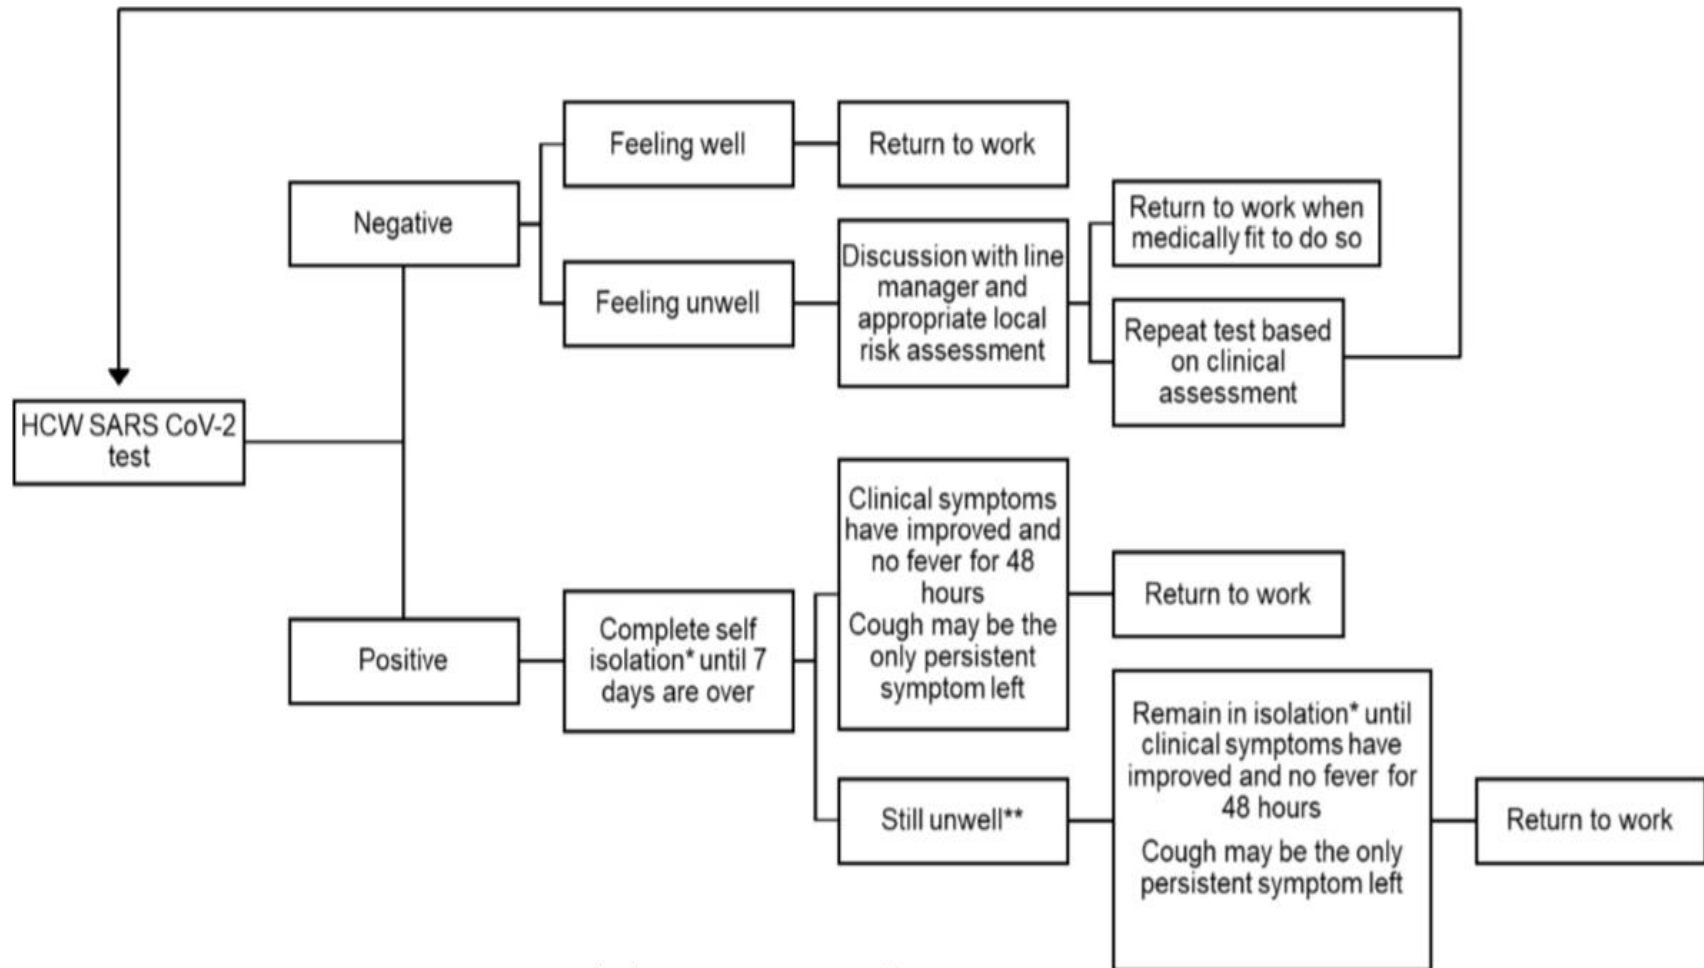 Feeling well
Return to work
Negative
Return to work when
medically fit to do so
Discussion with line
manager and
appropriate local
risk assessment
Feeling unwell
Repeat test based
on clinical
assessment
HCW SARS CoV-2
test
Clinical symptoms
have improved and
no fever for 48
hours
Cough may be the
only persistent
symptom left
Return to work
Positive
Complete self
isolation* until 7
days are over
Remain in isolation* until
clinical symptoms have
improved and no fever for
48 hours
Cough may be the only
persistent symptom left
Still unwell**
Return to work